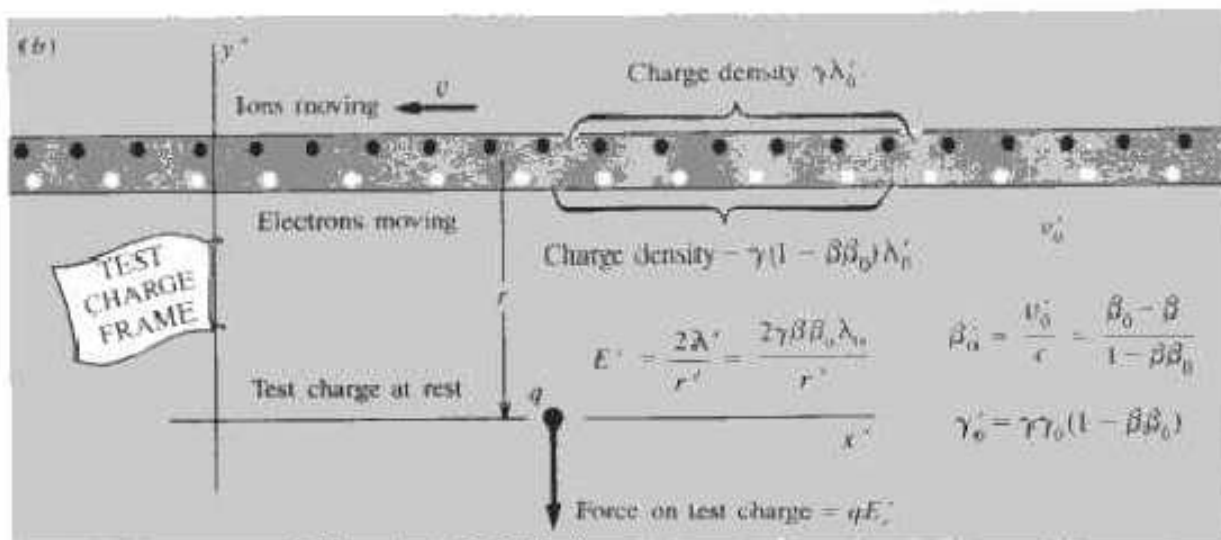 (b)
y'
Charge density γλ'₀
Ions moving
v
Electrons moving
v'₀
Charge density − γ(1 − ββ₀)λ'₀
TEST
CHARGE
FRAME
r
E' = 2λ'/r' = 2γββ₀λ₀/r'
β'₀ = v'₀/c = β₀ − β/1 − ββ₀
Test charge at rest
q
x'
γ'₀ = γγ₀(1 − ββ₀)
Force on test charge = qE'